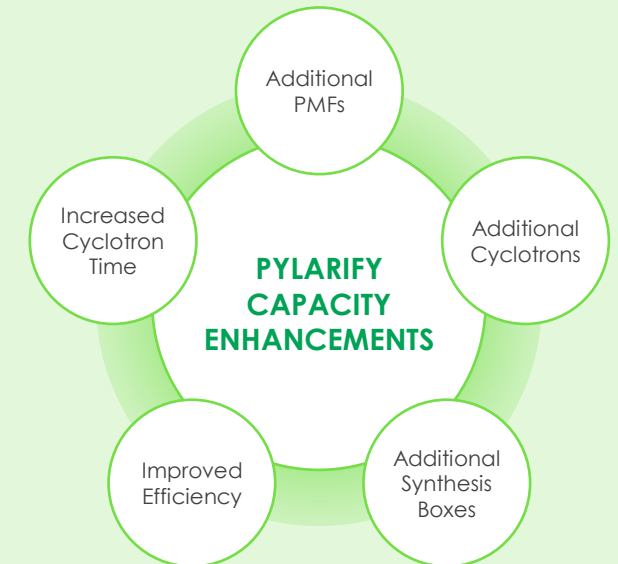 Additional
PMFs
Increased
Cyclotron
Time
Additional
Cyclotrons
PYLARIFY
CAPACITY
ENHANCEMENTS
Improved
Efficiency
Additional
Synthesis
Boxes